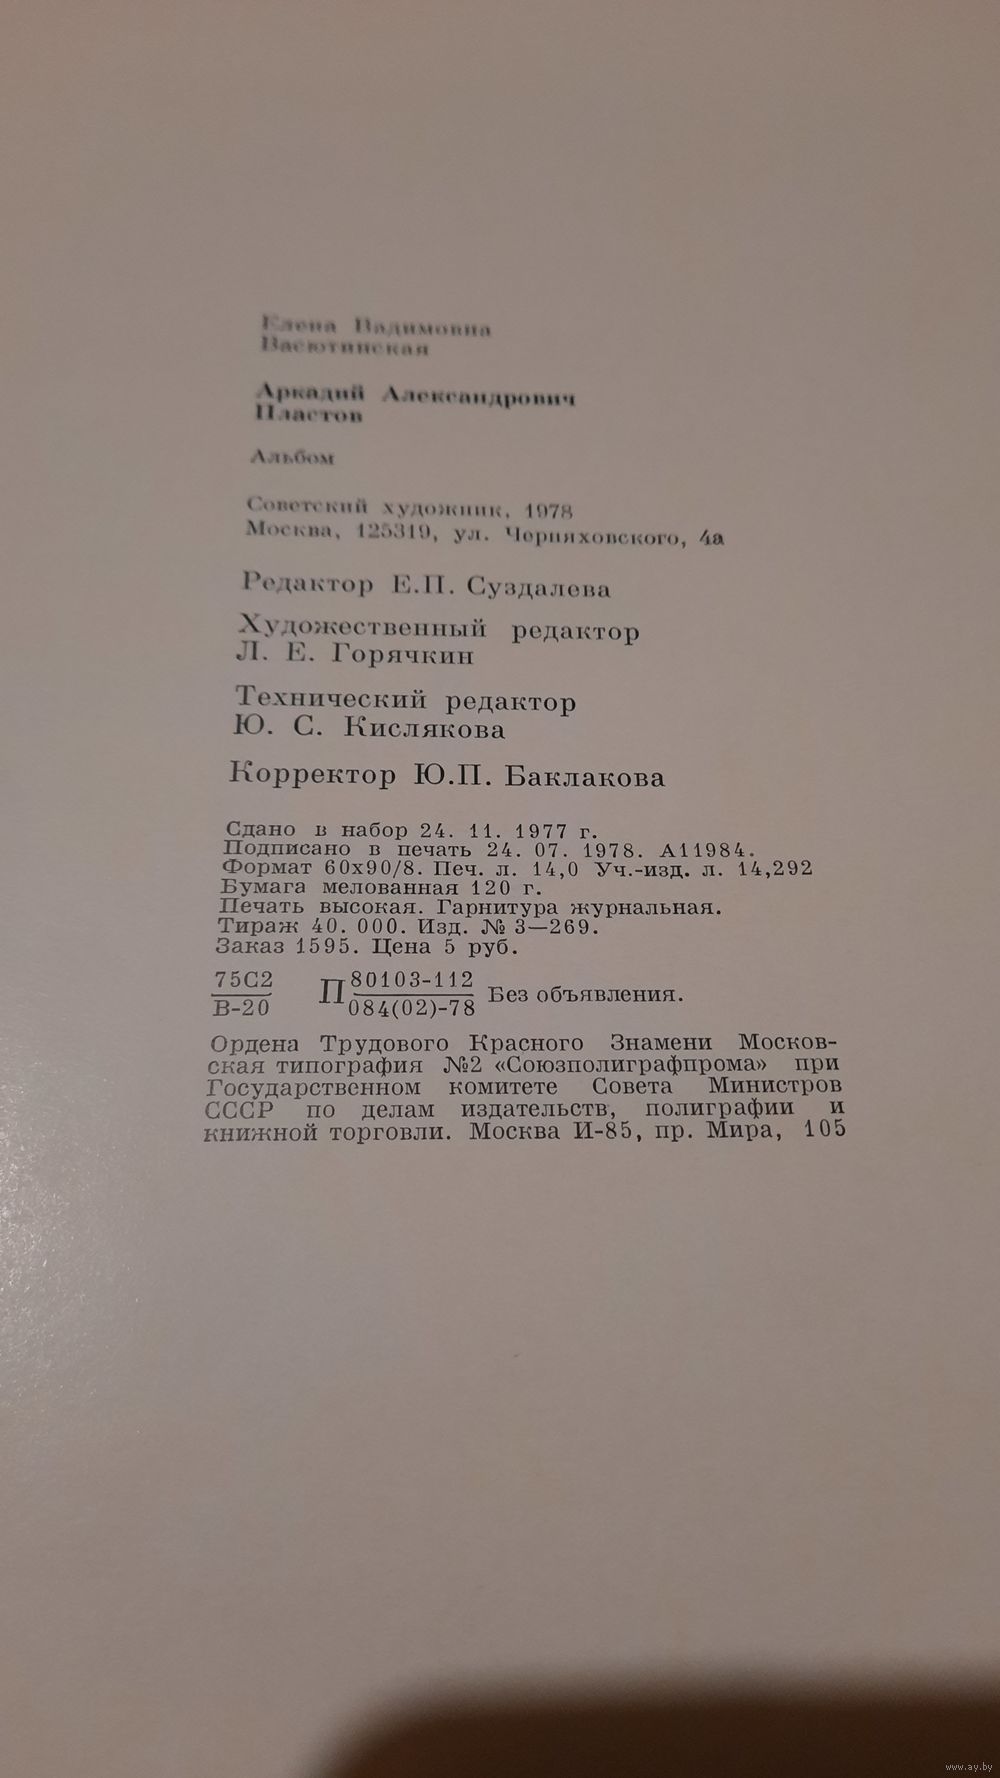 Елена Вадимовна
Васютинская
Аркадий Александрович
Пластов
Альбом
Советский художник, 1978
Москва, 125319, ул. Черняховского, 4а
Редактор Е.П. Суздалева
Художественный редактор
Л. Е. Горячкин
Технический редактор
Ю. С. Кислякова
Корректор Ю.П. Баклакова
Сдано в набор 24. 11. 1977 г.
Подписано в печать 24. 07. 1978. А11984.
Формат 60х90/8. Печ. л. 14,0 Уч.-изд. л. 14,292
Бумага мелованная 120 г.
Печать высокая. Гарнитура журнальная.
Тираж 40. 000. Изд. № 3—269.
Заказ 1595. Цена 5 руб.
75С2 П 80103-112
В-20 084(02)-78 Без объявления.
Ордена Трудового Красного Знамени Москов-
ская типография №2 «Союзполиграфпрома» при
Государственном комитете Совета Министров
СССР по делам издательств, полиграфии и
книжной торговли. Москва И-85, пр. Мира, 105
www.ay.by